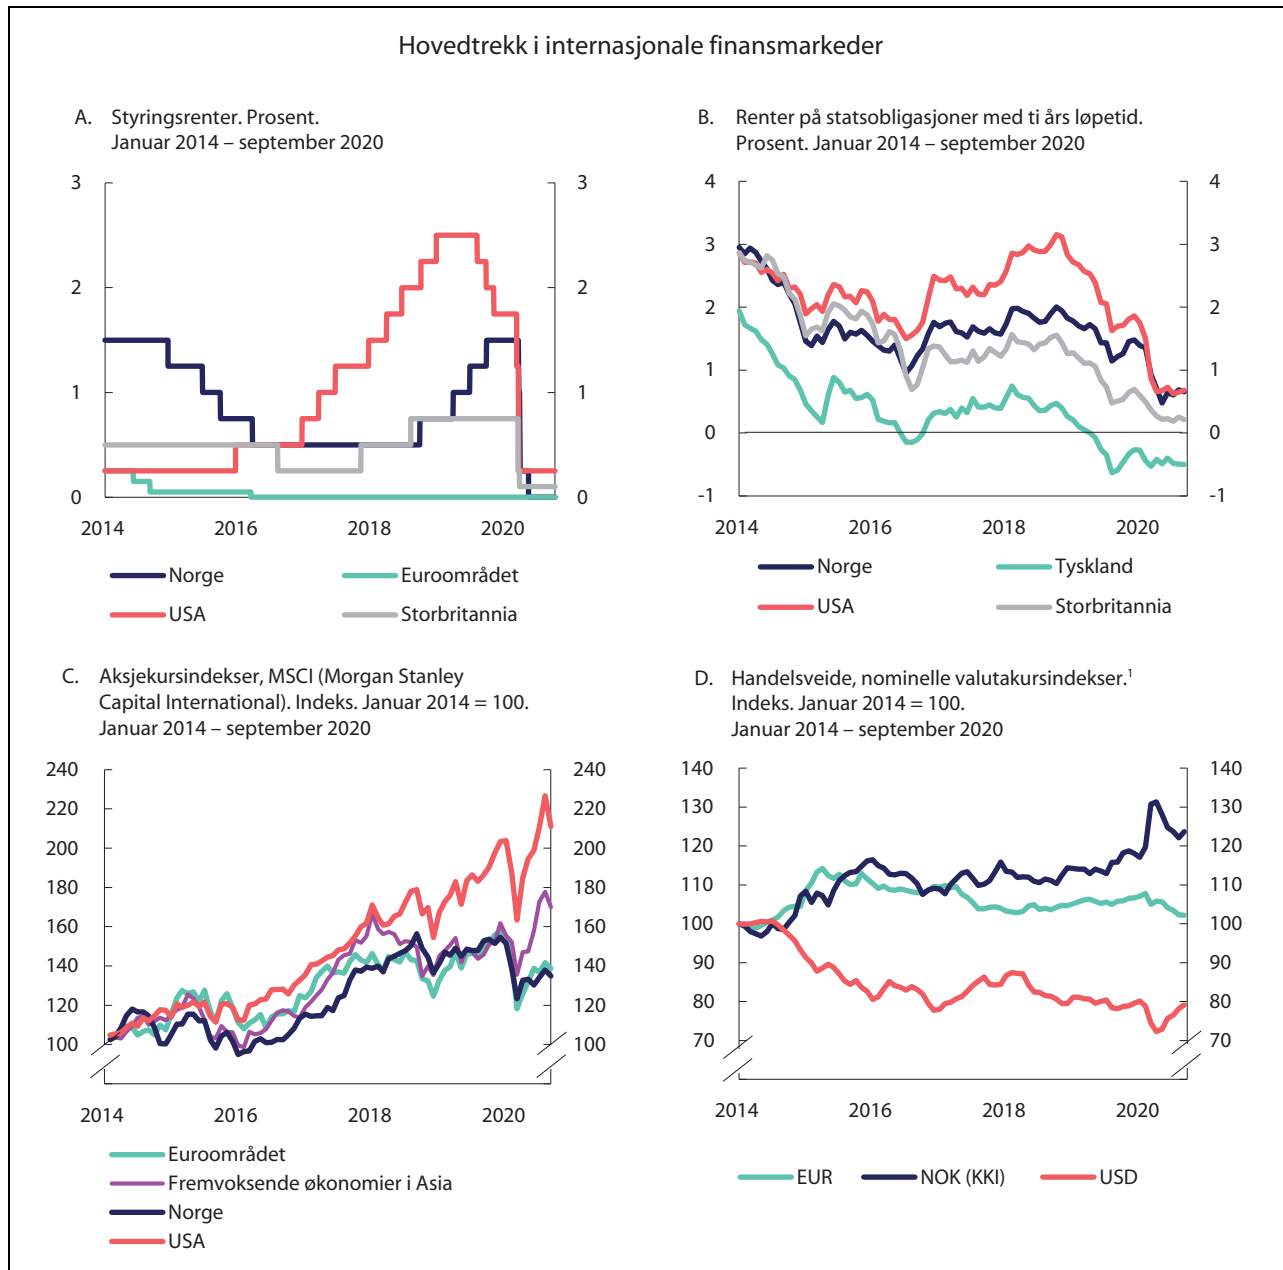 Hovedtrekk i internasjonale finansmarkeder
A. Styringsrenter. Prosent.
Januar 2014 – september 2020
3 3
2 2
1 1
0 0
2014 2016 2018 2020
Norge Euroområdet
USA Storbritannia
B. Renter på statsobligasjoner med ti års løpetid.
Prosent. Januar 2014 – september 2020
4 4
3 3
2 2
1 1
0 0
-1 -1
2014 2016 2018 2020
Norge Tyskland
USA Storbritannia
C. Aksjekursindekser, MSCI (Morgan Stanley
Capital International). Indeks. Januar 2014 = 100.
Januar 2014 – september 2020
240 240
220 220
200 200
180 180
160 160
140 140
120 120
100 100
2014 2016 2018 2020
Euroområdet
Fremvoksende økonomier i Asia
Norge
USA
D. Handelsveide, nominelle valutakursindekser.¹
Indeks. Januar 2014 = 100.
Januar 2014 – september 2020
140 140
130 130
120 120
110 110
100 100
90 90
80 80
70 70
2014 2016 2018 2020
EUR NOK (KKI) USD